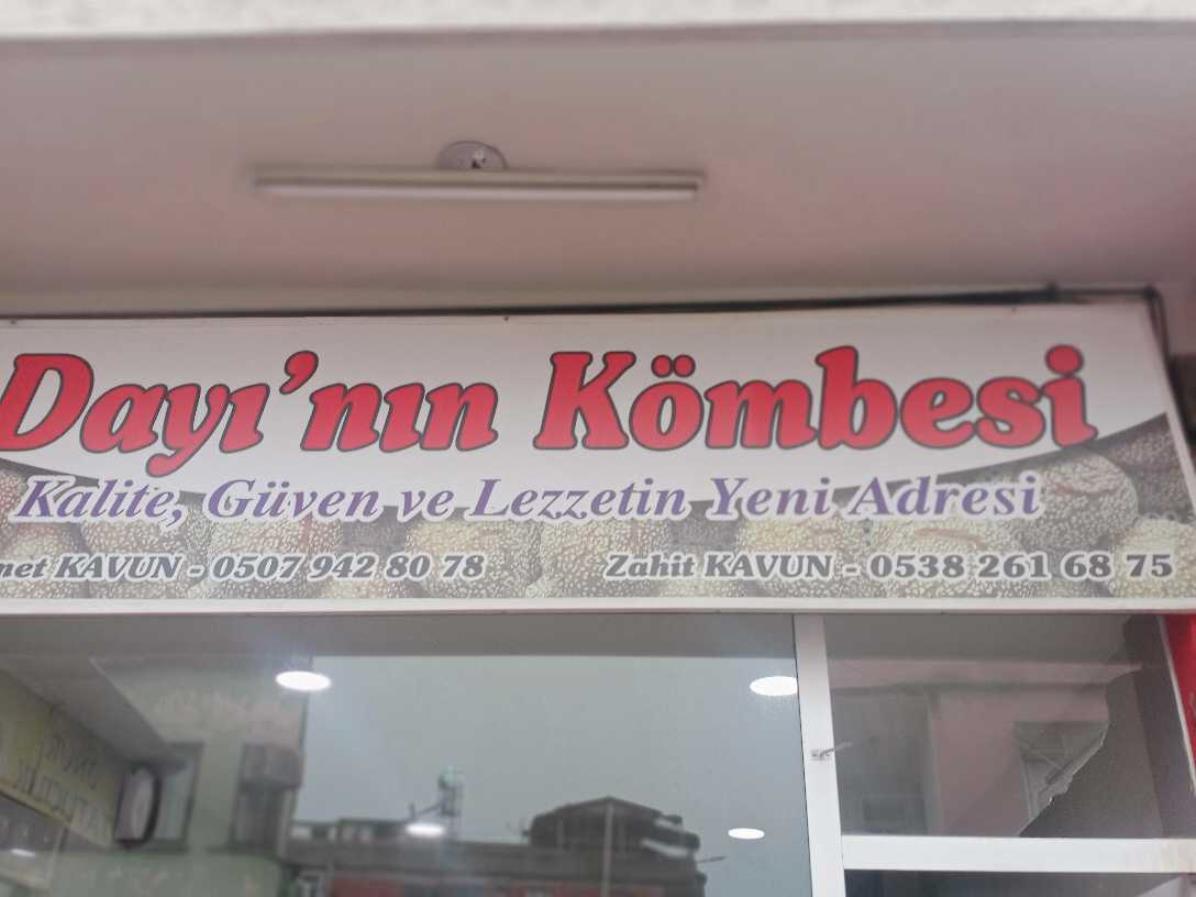 Dayı'nın Kömbesi
Kalite, Güven ve Lezzetin Yeni Adresi
KAVUN - 0507 942 80 78
Zahit KAVUN - 0538 261 68 75